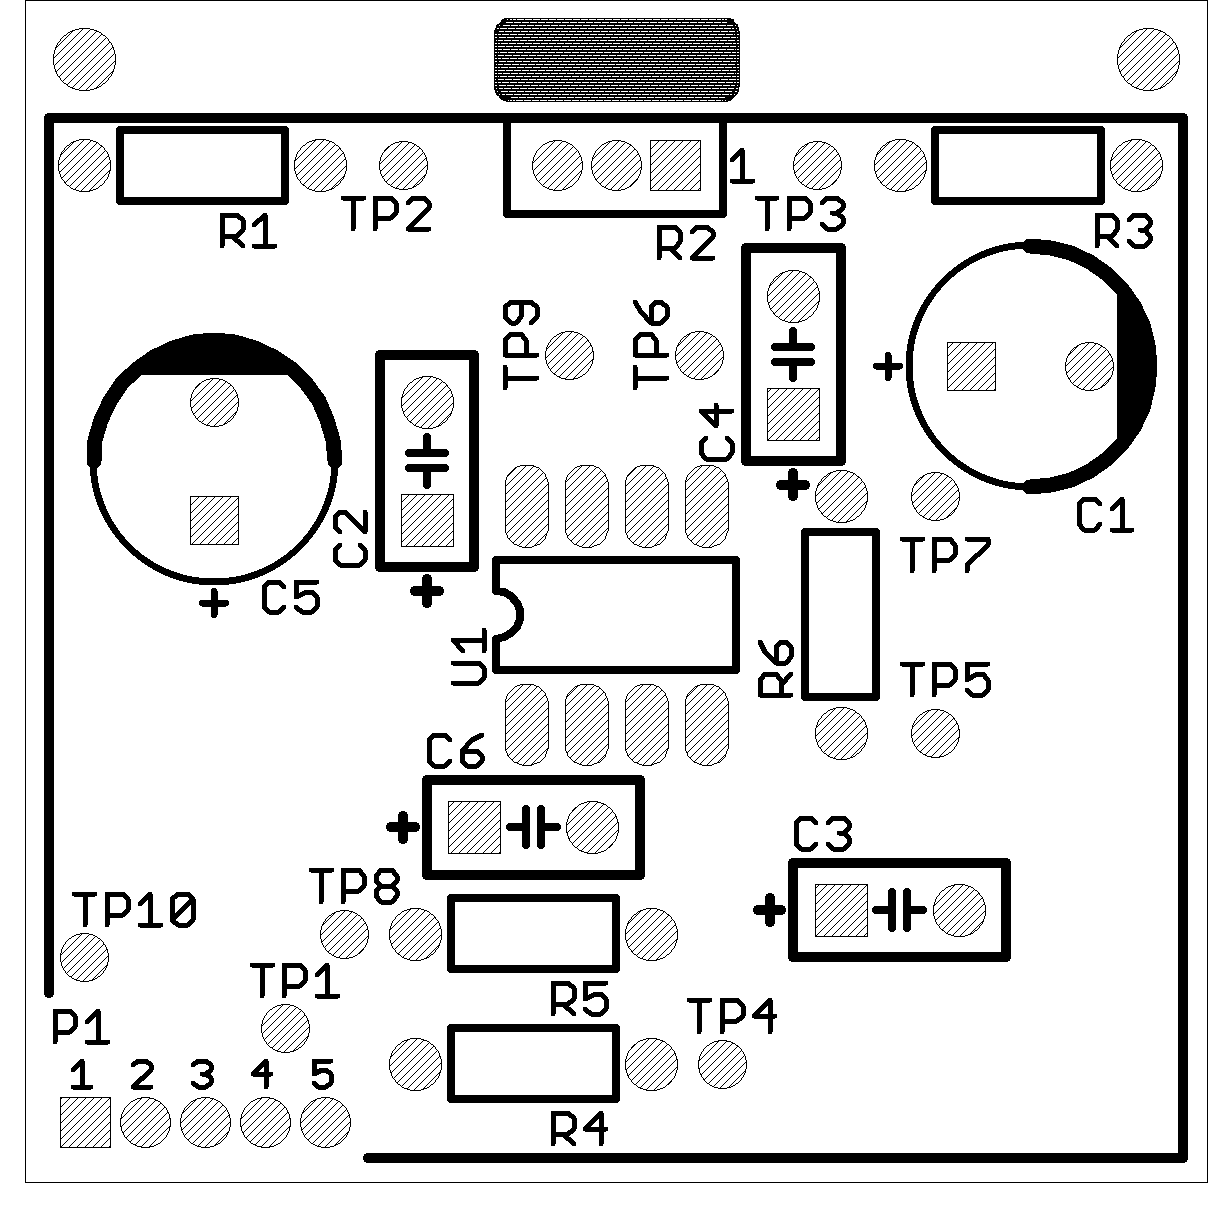 1
TP2
TP3
R1
R2
R3
TP9
TP6
C4
C1
C2
TP7
C5
+
+
+
+
U1
R6
TP5
C6
+
C3
+
TP8
TP10
TP1
R5
TP4
P1
1 2 3 4 5
R4